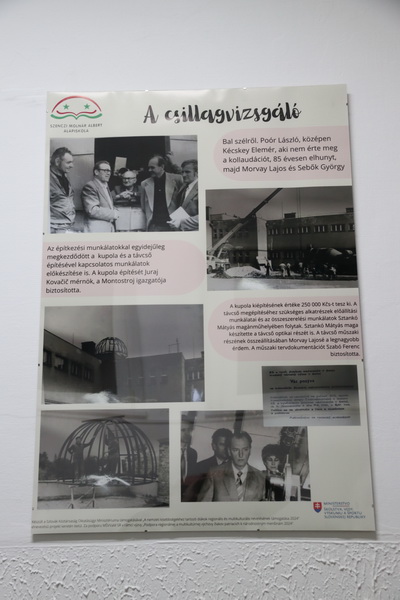 SZENCZI MOLNÁR ALBERT
ALAPISKOLA
A csillagvizsgáló
Bal szélről. Poór László, középen
Kécskey Elemér, aki nem érte meg
a kollaudációt, 85 évesen elhunyt,
majd Morvay Lajos és Sebők György
Az építkezési munkálatokkal egyidejűleg
megkezdődött a kupola és a távcső
építésével kapcsolatos munkálatok
előkészítése is. A kupola építését Juraj
Kovačič mérnök, a Montostroj igazgatója
biztosította.
A kupola kiépítésének értéke 250 000 Kčs-t tesz ki. A
távcső megépítéséhez szükséges alkatrészek előállítási
munkálatai és az összeszerelési munkálatok Sztankó
Mátyás magánműhelyében folytak. Sztankó Mátyás maga
készítette a távcső optikai részét is. A távcső műszaki
részének összeállításában Morvay Lajosé a legnagyobb
érdem. A műszaki tervdokumentációt Szabó Ferenc
biztosította.